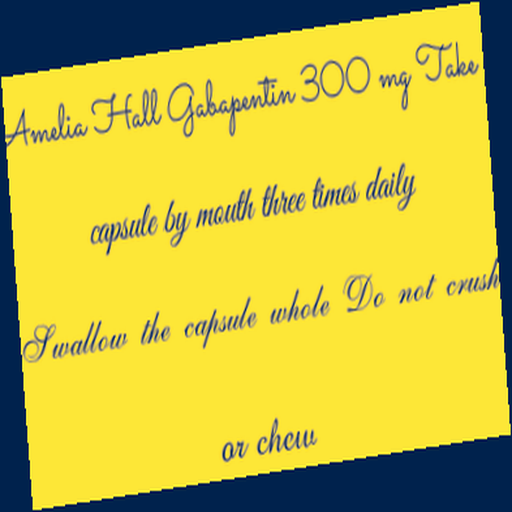 Amelia Hall Gabapentin 300 mg Take
capsule by mouth three times daily
Swallow the capsule whole Do not crush
or chew